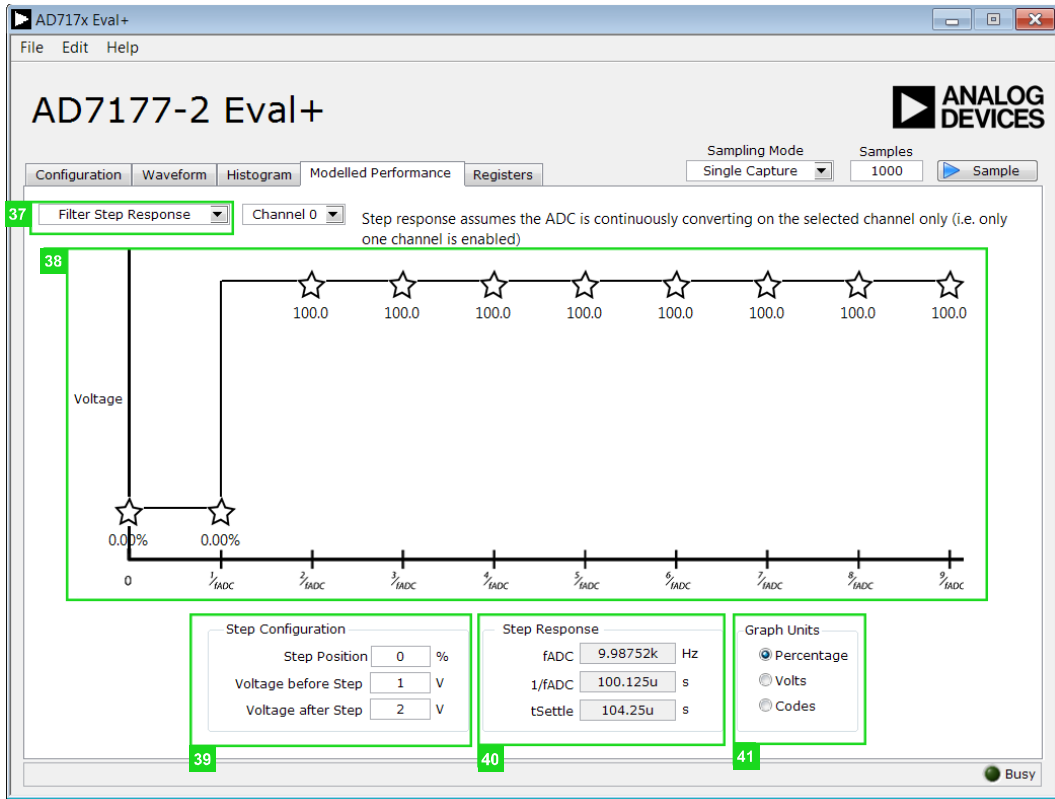 AD717x Eval+
File Edit Help
AD7177-2 Eval+
ANALOG
DEVICES
Sampling Mode
Samples
Configuration Waveform Histogram Modelled Performance Registers
Single Capture
1000
Sample
37
Filter Step Response
Channel 0
Step response assumes the ADC is continuously converting on the selected channel only (i.e. only
one channel is enabled)
38
100.0 100.0 100.0 100.0 100.0 100.0 100.0 100.0
Voltage
0.00% 0.00%
0 1/fADC 2/fADC 3/fADC 4/fADC 5/fADC 6/fADC 7/fADC 8/fADC 9/fADC
Step Configuration
Step Position 0 %
Voltage before Step 1 V
Voltage after Step 2 V
39
Step Response
fADC 9.98752k Hz
1/fADC 100.125u s
tSettle 104.25u s
40
Graph Units
Percentage
Volts
Codes
41
Busy